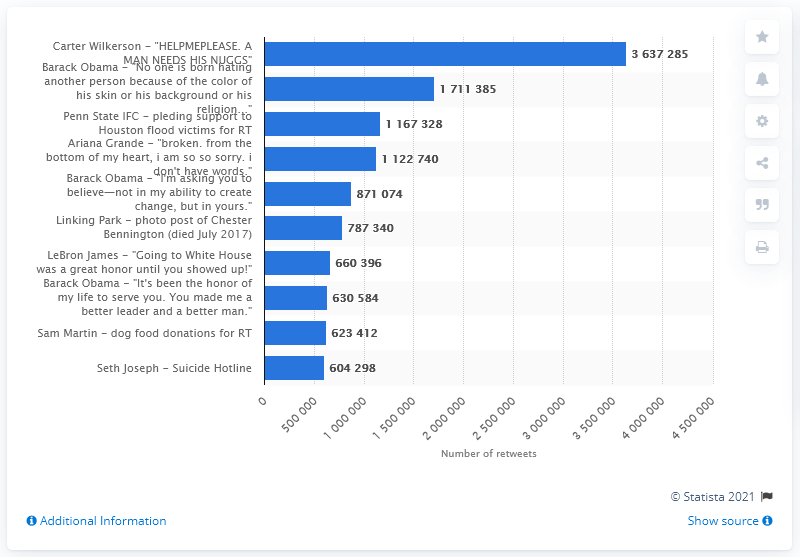 Carter Wilkerson – "HELPMEPLEASE. A
MAN NEEDS HIS NUGGS"
3 637 285
Barack Obama – "No one is born hating
another person because of the color of
his skin or his background or his
religion..."
1 711 385
Penn State IFC – pleding support to
Houston flood victims for RT
1 167 328
Ariana Grande – "broken. from the
bottom of my heart, i am so so sorry. i
don't have words."
1 122 740
Barack Obama – "I'm asking you to
believe—not in my ability to create
change, but in yours."
871 074
Linking Park – photo post of Chester
Bennington (died July 2017)
787 340
LeBron James – "Going to White House
was a great honor until you showed up!"
660 396
Barack Obama – "It's been the honor of
my life to serve you. You made me a
better leader and a better man."
630 584
Sam Martin – dog food donations for RT
623 412
Seth Joseph – Suicide Hotline
604 298
0
500 000
1 000 000
1 500 000
2 000 000
2 500 000
3 000 000
3 500 000
4 000 000
4 500 000
Number of retweets
© Statista 2021
Additional Information
Show source